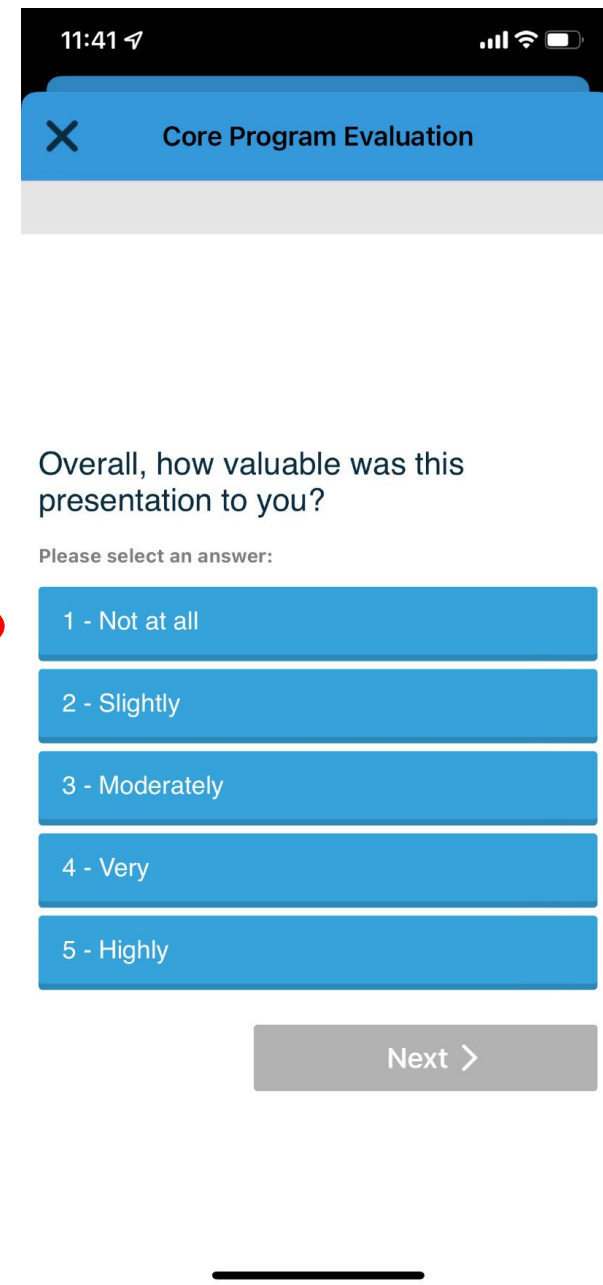 11:41
Core Program Evaluation
Overall, how valuable was this
presentation to you?
Please select an answer:
1 - Not at all
2 - Slightly
3 - Moderately
4 - Very
5 - Highly
Next